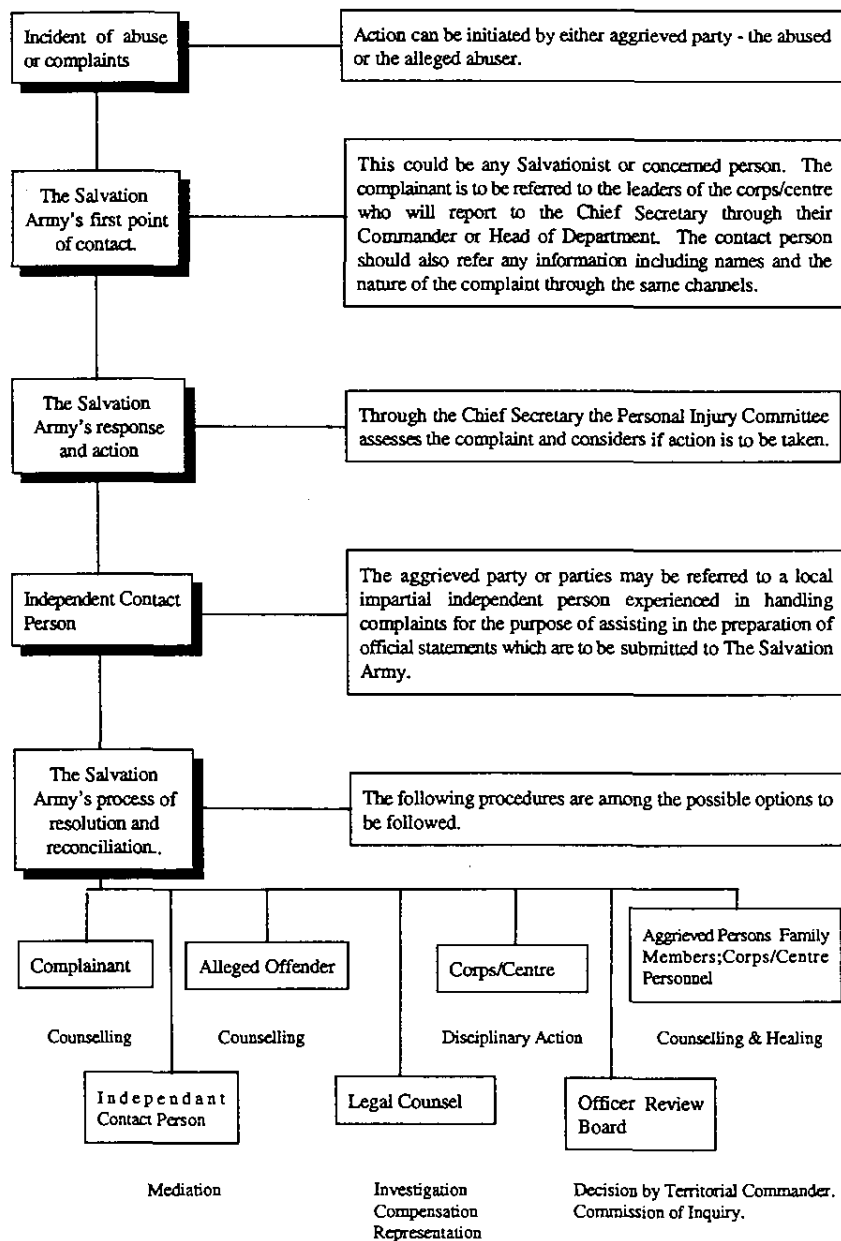 Incident of abuse
or complaints
Action can be initiated by either aggrieved party - the abused
or the alleged abuser.
The Salvation
Army's first point
of contact.
This could be any Salvationist or concerned person. The
complainant is to be referred to the leaders of the corps/centre
who will report to the Chief Secretary through their
Commander or Head of Department. The contact person
should also refer any information including names and the
nature of the complaint through the same channels.
The Salvation
Army's response
and action
Through the Chief Secretary the Personal Injury Committee
assesses the complaint and considers if action is to be taken.
Independent Contact
Person
The aggrieved party or parties may be referred to a local
impartial independent person experienced in handling
complaints for the purpose of assisting in the preparation of
official statements which are to be submitted to The Salvation
Army.
The Salvation
Army's process of
resolution and
reconciliation..
The following procedures are among the possible options to
be followed.
Complainant
Counselling
Alleged Offender
Counselling
Corps/Centre
Disciplinary Action
Aggrieved Persons Family
Members;Corps/Centre
Personnel
Counselling & Healing
Independant
Contact Person
Mediation
Legal Counsel
Investigation
Compensation
Representation
Officer Review
Board
Decision by Territorial Commander.
Commission of Inquiry.